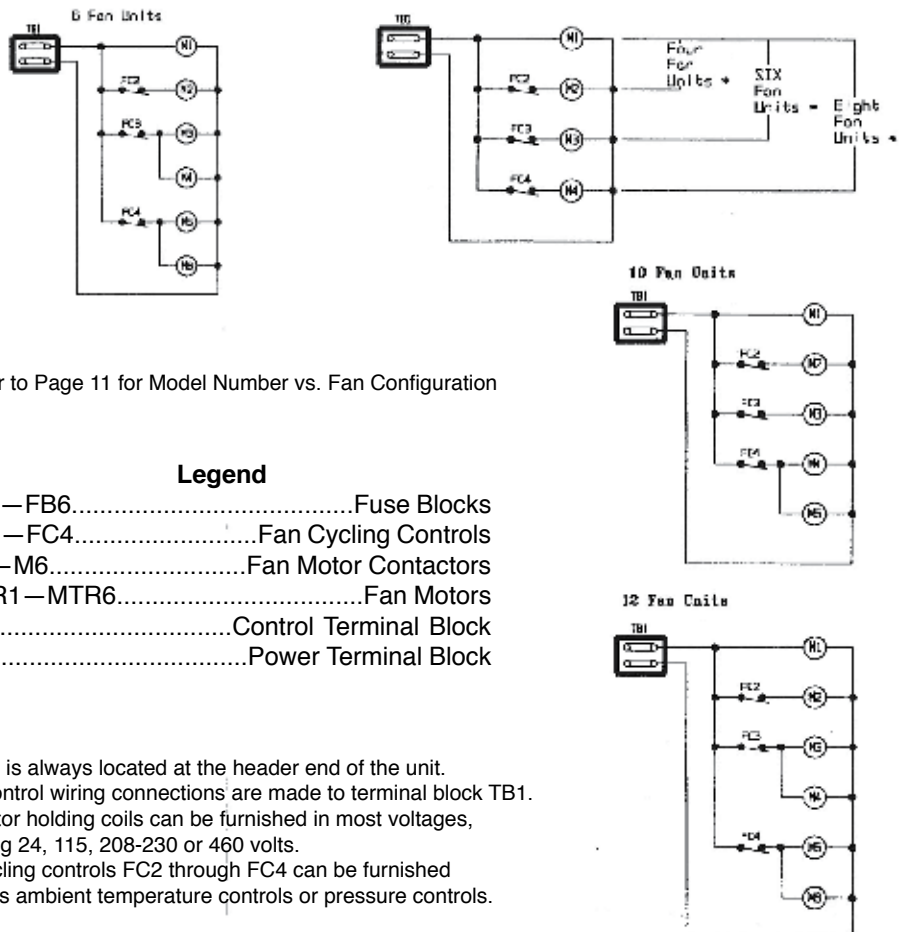 6 Fan Units
TB1
M1
FC2
M2
FC3
M3
M4
FC4
M5
M6
M1
FC2
M2
FC3
M3
FC4
M4
Four
Fan
Units *
SIX
Fan
Units *
Eight
Fan
Units *
10 Fan Units
TB1
M1
FC2
M2
FC3
M3
FC4
M4
M5
r to Page 11 for Model Number vs. Fan Configuration
Legend
—FB6........................................Fuse Blocks
—FC4..........................Fan Cycling Controls
–M6............................Fan Motor Contactors
R1—MTR6...................................Fan Motors
.................................Control Terminal Block
...................................Power Terminal Block
12 Fan Units
TB1
M1
FC2
M2
FC3
M3
M4
FC4
M5
M6
is always located at the header end of the unit.
ontrol wiring connections are made to terminal block TB1.
tor holding coils can be furnished in most voltages,
g 24, 115, 208-230 or 460 volts.
cling controls FC2 through FC4 can be furnished
s ambient temperature controls or pressure controls.